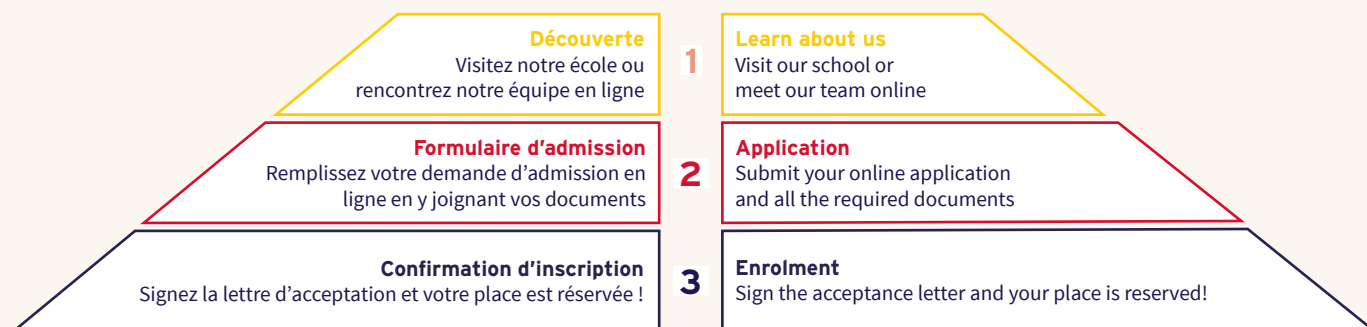 Découverte
Visitez notre école ou
rencontrez notre équipe en ligne
1
Learn about us
Visit our school or
meet our team online
Formulaire d'admission
Remplissez votre demande d'admission en
ligne en y joignant vos documents
2
Application
Submit your online application
and all the required documents
Confirmation d'inscription
Signez la lettre d'acceptation et votre place est réservée !
3
Enrolment
Sign the acceptance letter and your place is reserved!